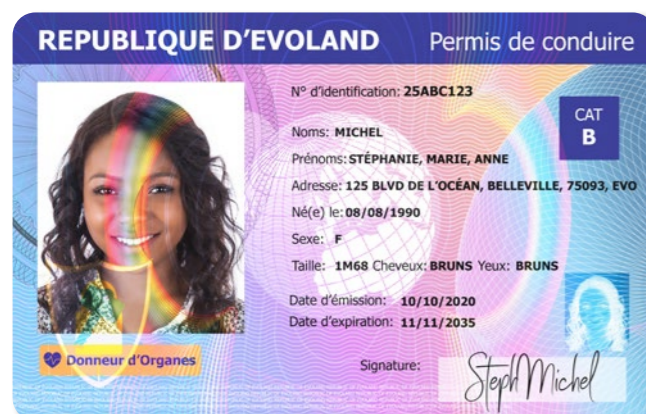 REPUBLIQUE D'EVOLAND Permis de conduire
N° d'identification: 25ABC123
CAT
B
Noms: MICHEL
Prénoms: STÉPHANIE, MARIE, ANNE
Adresse: 125 BLVD DE L'OCÉAN, BELLEVILLE, 75093, EVO
Né(e) le: 08/08/1990
Sexe: F
Taille: 1M68 Cheveux: BRUNS Yeux: BRUNS
Date d'émission: 10/10/2020
Date d'expiration: 11/11/2035
Donneur d'Organes
Signature: Steph Michel